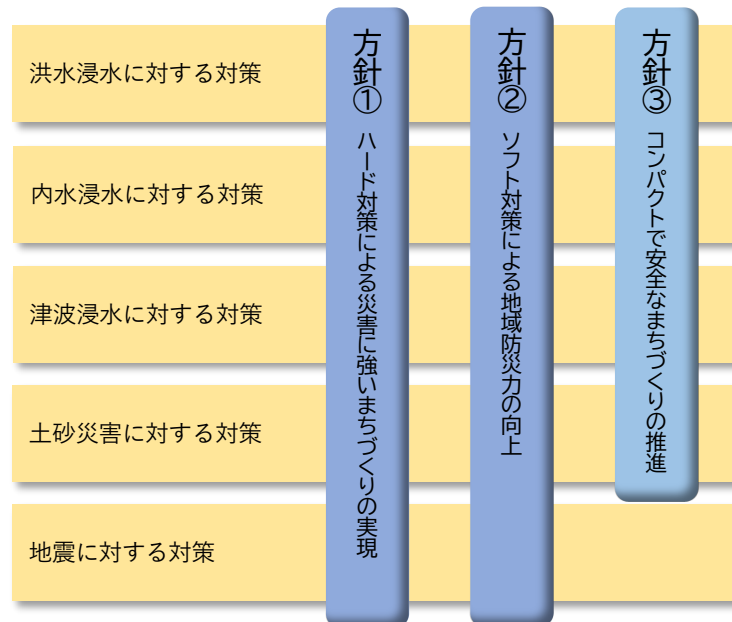 洪水浸水に対する対策
内水浸水に対する対策
津波浸水に対する対策
土砂災害に対する対策
地震に対する対策
方針① ハード対策による災害に強いまちづくりの実現
方針② ソフト対策による地域防災力の向上
方針③ コンパクトで安全なまちづくりの推進